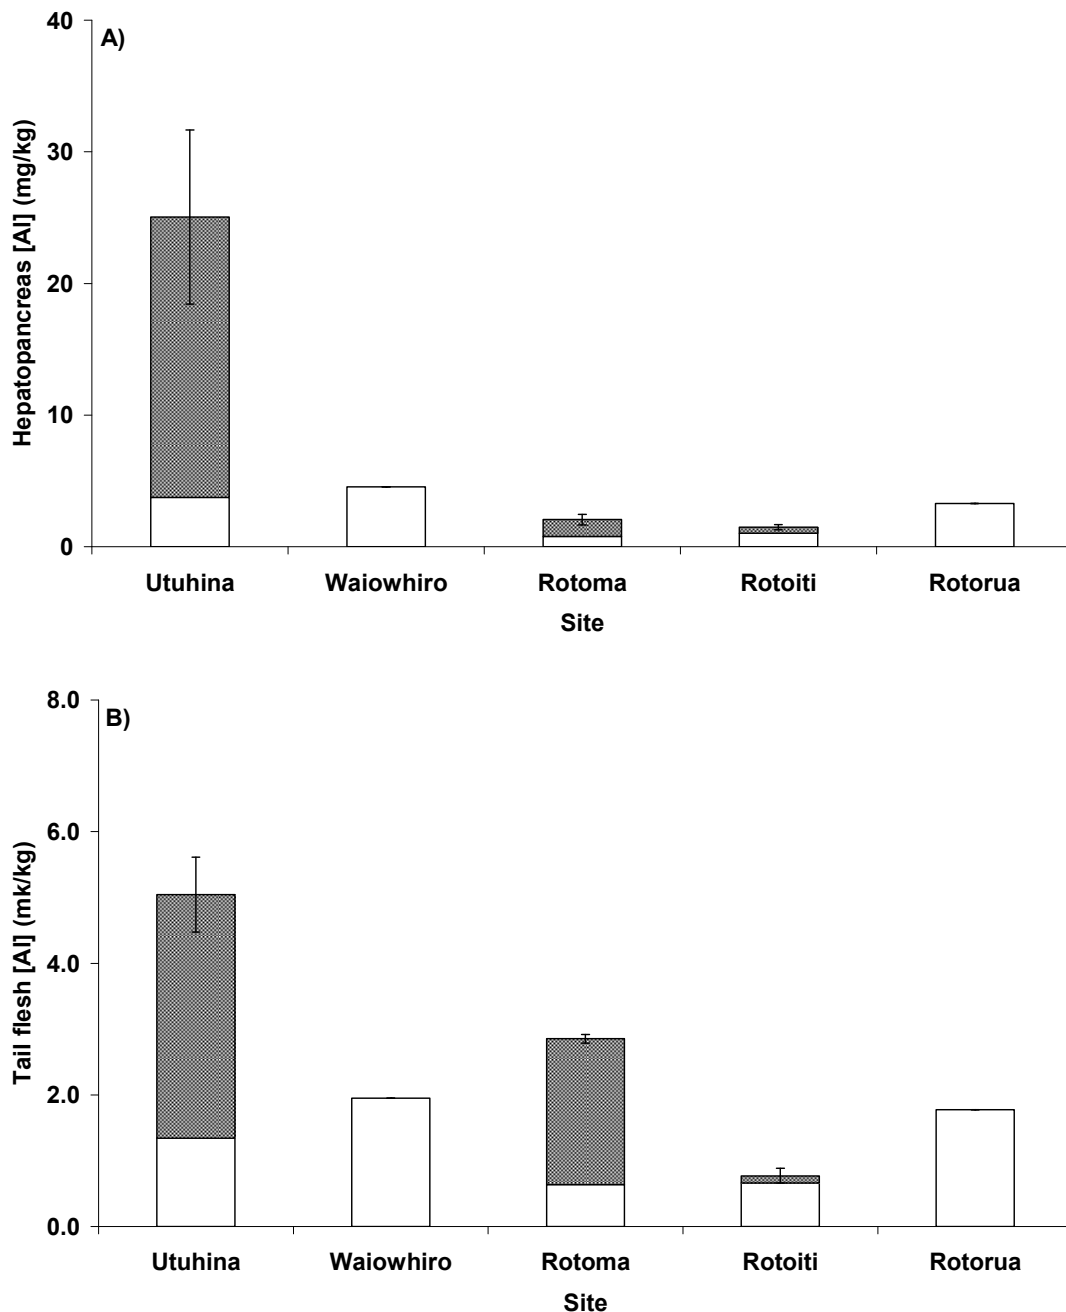 A)
Hepatopancreas [Al] (mg/kg)
40
30
20
10
0
Utuhina Waiowhiro Rotoma Rotoiti Rotorua
Site
B)
Tail flesh [Al] (mk/kg)
8.0
6.0
4.0
2.0
0.0
Utuhina Waiowhiro Rotoma Rotoiti Rotorua
Site